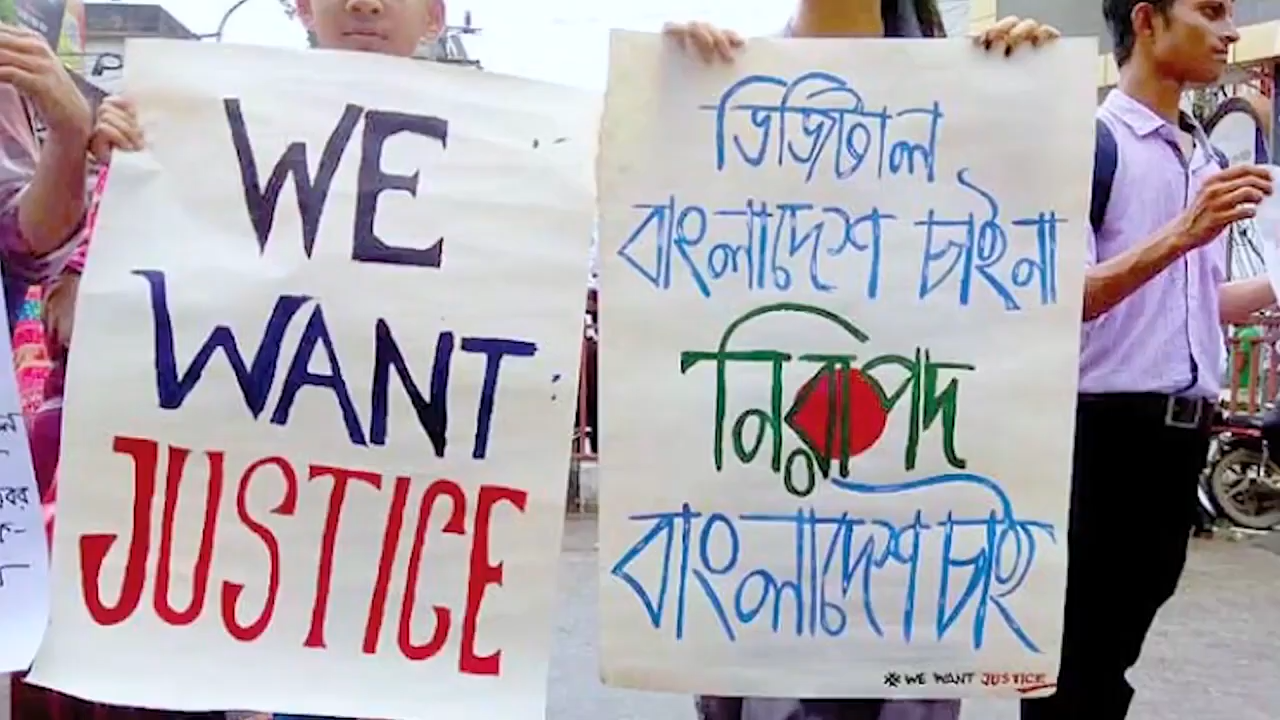 WE
WANT
JUSTICE
ডিজিটাল
বাংলাদেশ চাইনা
নিরাপদ
বাংলাদেশ চাই
※ WE WANT JUSTICE